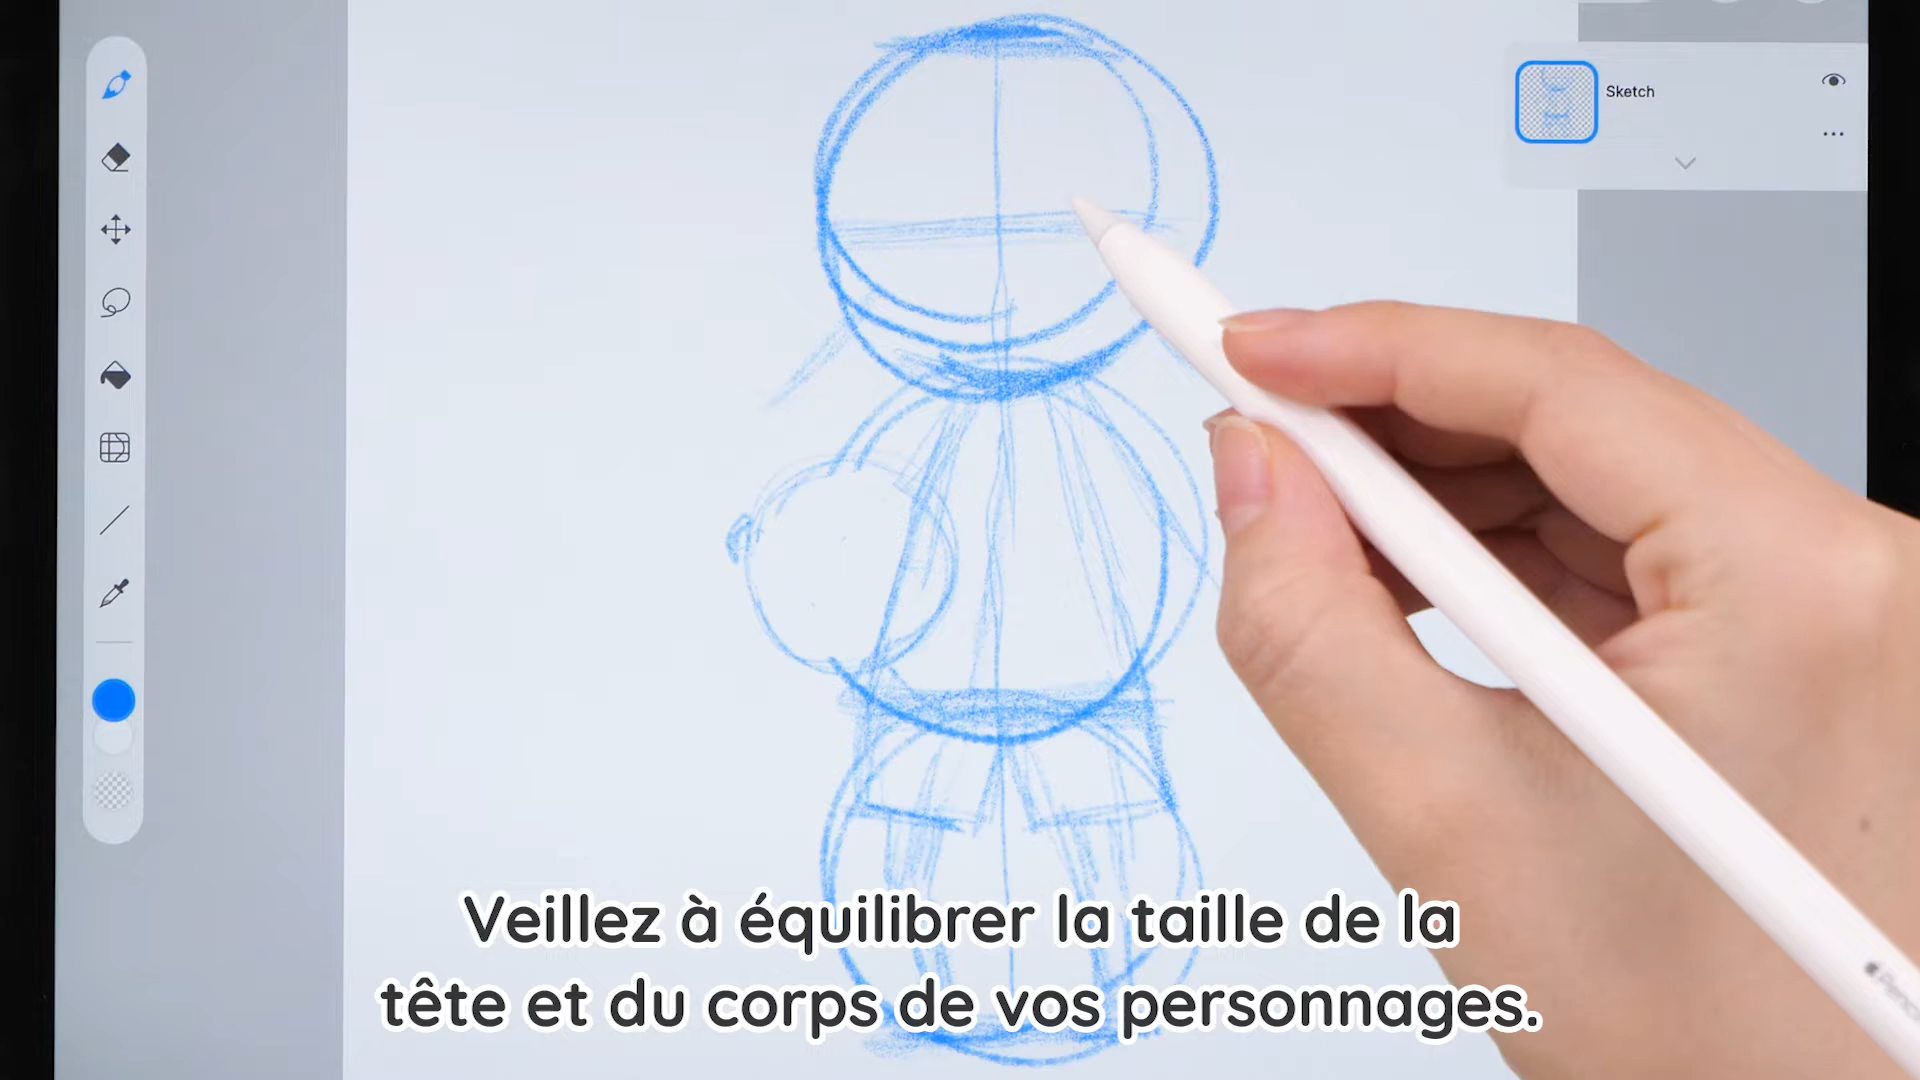 Sketch
Veillez à équilibrer la taille de la
tête et du corps de vos personnages.